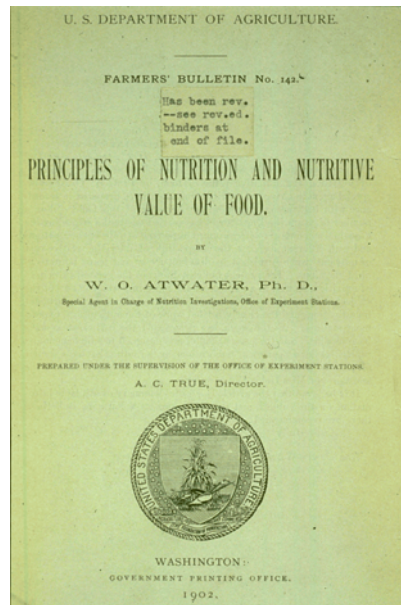 U. S. DEPARTMENT OF AGRICULTURE.
FARMERS' BULLETIN No. 142.
Has been rev.
--see rev.ed.
binders at
end of file.
PRINCIPLES OF NUTRITION AND NUTRITIVE
VALUE OF FOOD.
BY
W. O. ATWATER, Ph. D.,
Special Agent in Charge of Nutrition Investigations, Office of Experiment Stations.
PREPARED UNDER THE SUPERVISION OF THE OFFICE OF EXPERIMENT STATIONS.
A. C. TRUE, Director.
UNITED STATES DEPARTMENT OF AGRICULTURE
WASHINGTON:
GOVERNMENT PRINTING OFFICE.
1902.